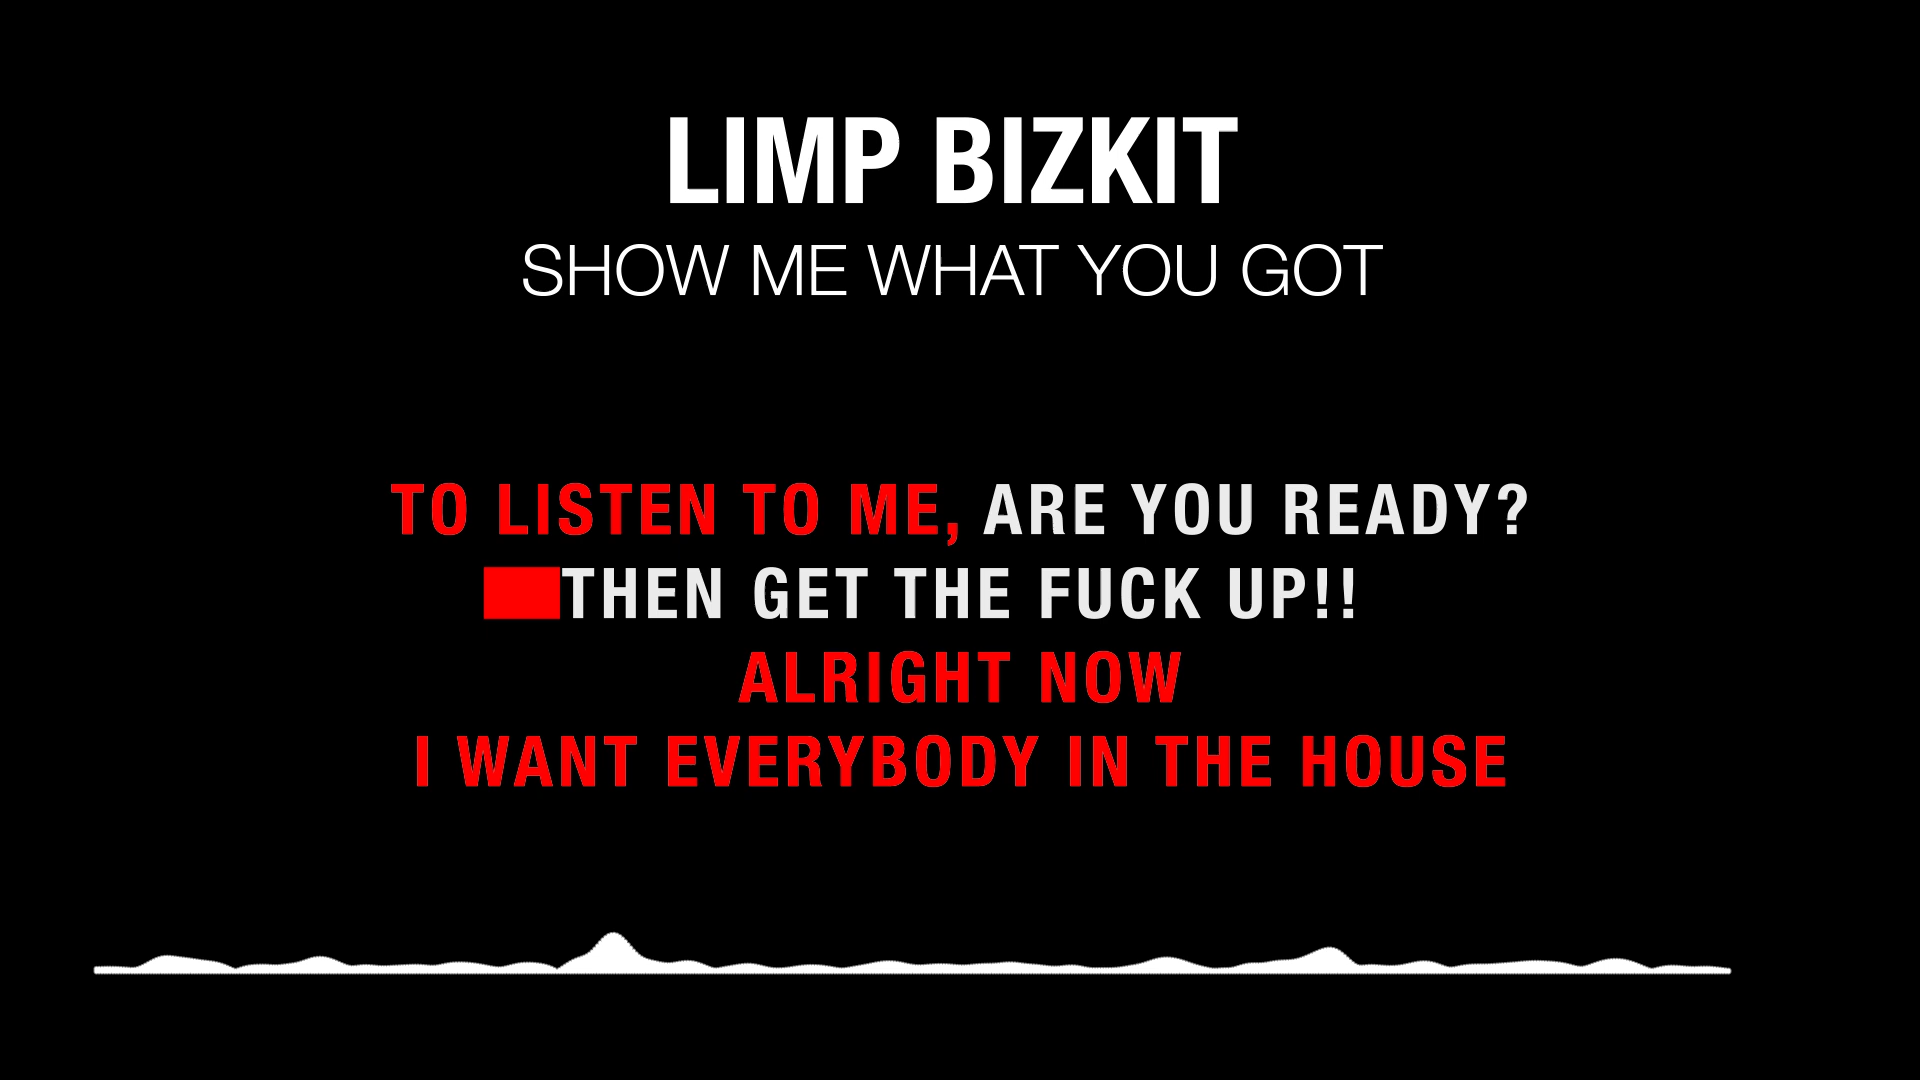 LIMP BIZKIT
SHOW ME WHAT YOU GOT
TO LISTEN TO ME, ARE YOU READY?
THEN GET THE FUCK UP!!
ALRIGHT NOW
I WANT EVERYBODY IN THE HOUSE